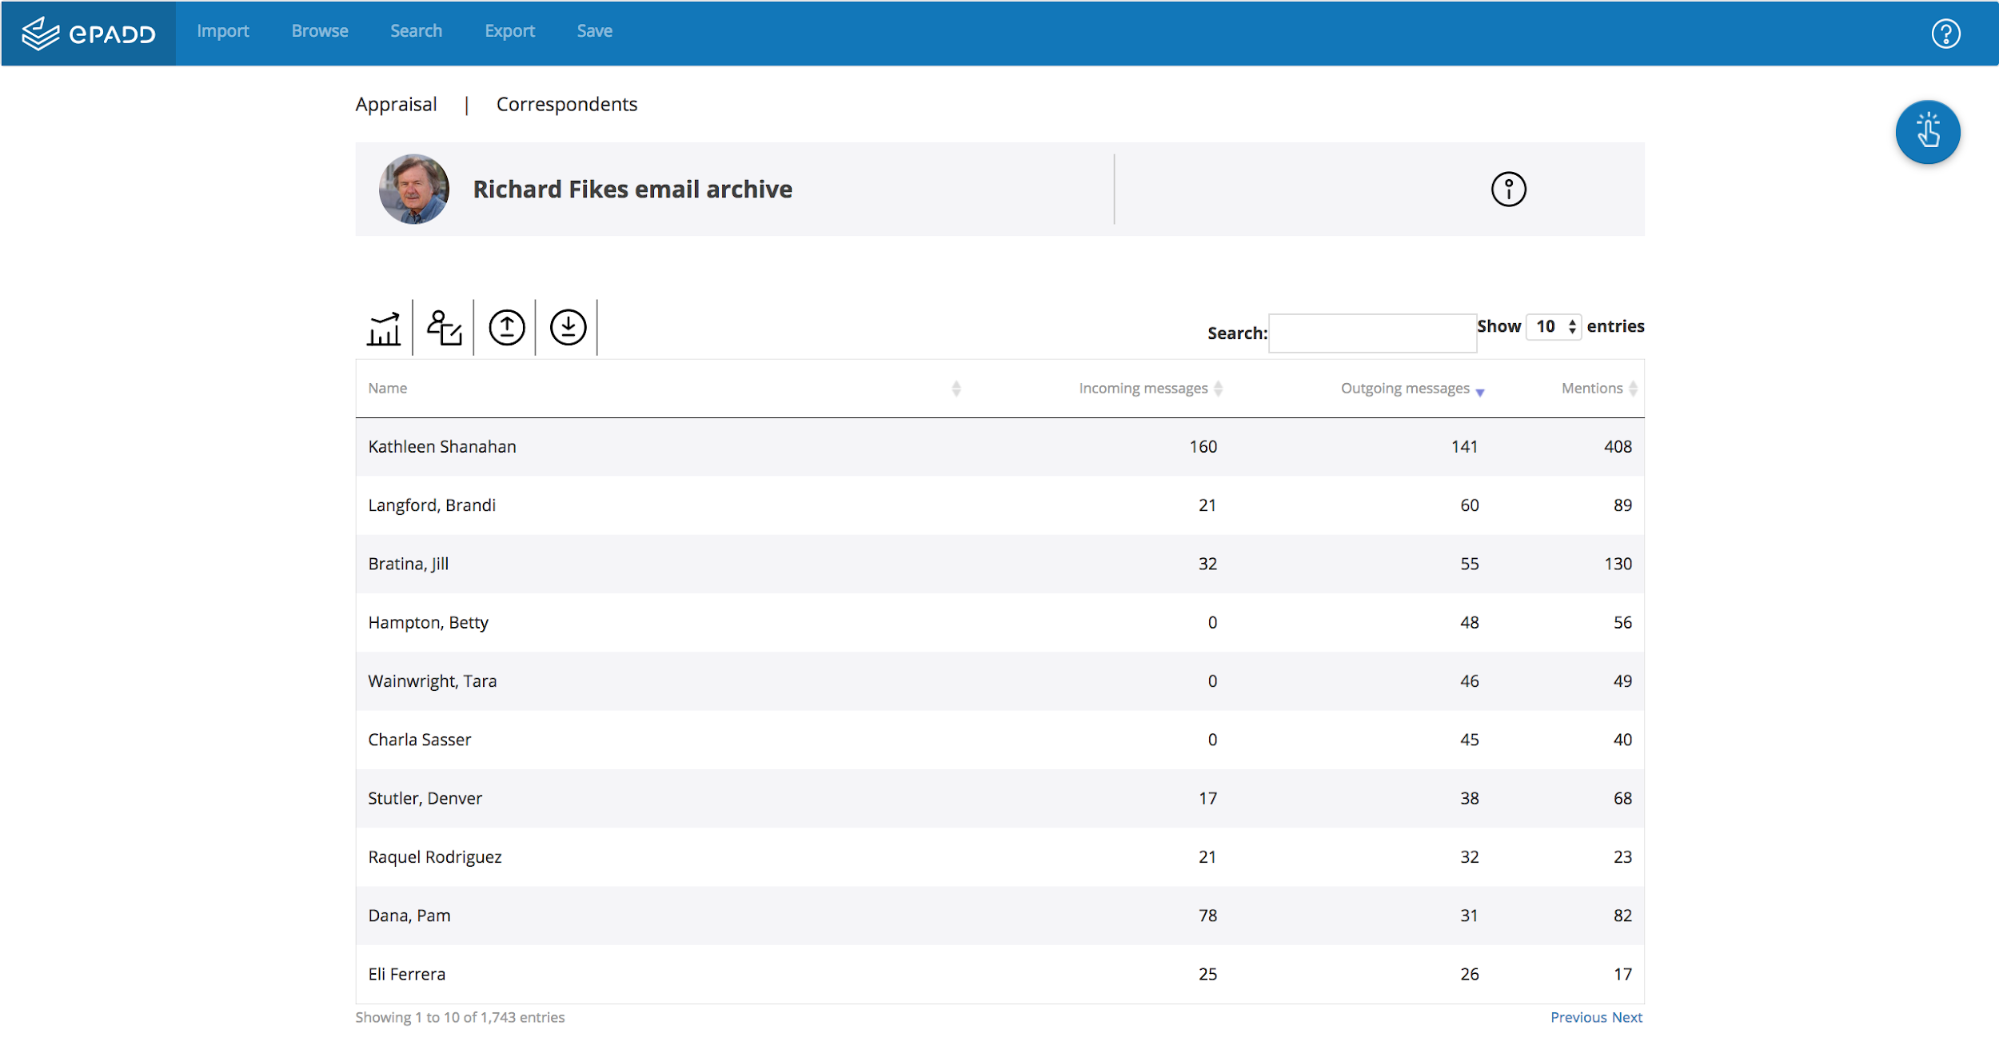 ePADD Import Browse Search Export Save ?
Appraisal | Correspondents
Richard Fikes email archive
Search: Show 10 entries
Name Incoming messages Outgoing messages Mentions
Kathleen Shanahan 160 141 408
Langford, Brandi 21 60 89
Bratina, Jill 32 55 130
Hampton, Betty 0 48 56
Wainwright, Tara 0 46 49
Charla Sasser 0 45 40
Stutler, Denver 17 38 68
Raquel Rodriguez 21 32 23
Dana, Pam 78 31 82
Eli Ferrera 25 26 17
Showing 1 to 10 of 1,743 entries Previous Next